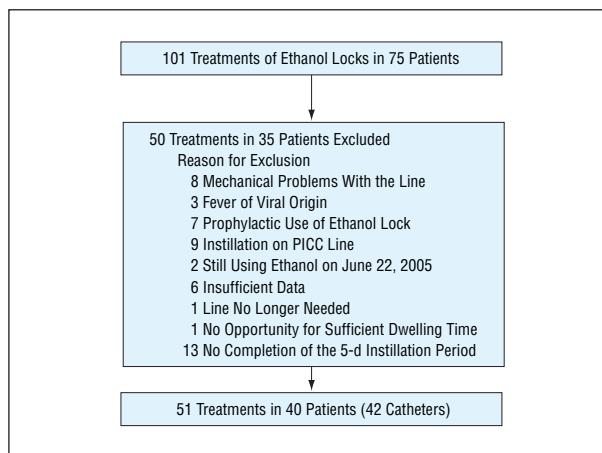 101 Treatments of Ethanol Locks in 75 Patients
50 Treatments in 35 Patients Excluded
Reason for Exclusion
8 Mechanical Problems With the Line
3 Fever of Viral Origin
7 Prophylactic Use of Ethanol Lock
9 Instillation on PICC Line
2 Still Using Ethanol on June 22, 2005
6 Insufficient Data
1 Line No Longer Needed
1 No Opportunity for Sufficient Dwelling Time
13 No Completion of the 5-d Instillation Period
51 Treatments in 40 Patients (42 Catheters)